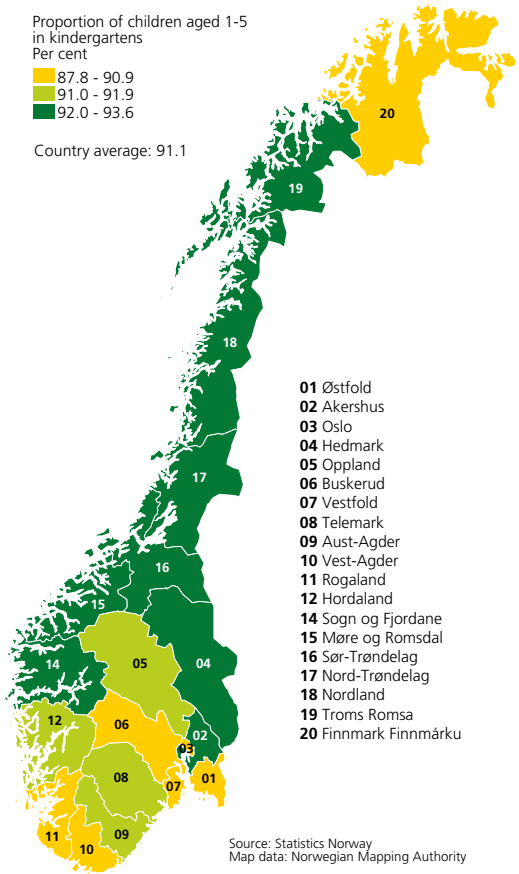 Proportion of children aged 1-5
in kindergartens
Per cent
87.8 - 90.9
91.0 - 91.9
92.0 - 93.6
Country average: 91.1
20
19
18
17
16
15
14
05
04
12
06
02
03
08
07
01
11
10
09
01 Østfold
02 Akershus
03 Oslo
04 Hedmark
05 Oppland
06 Buskerud
07 Vestfold
08 Telemark
09 Aust-Agder
10 Vest-Agder
11 Rogaland
12 Hordaland
14 Sogn og Fjordane
15 Møre og Romsdal
16 Sør-Trøndelag
17 Nord-Trøndelag
18 Nordland
19 Troms Romsa
20 Finnmark Finnmárku
Source: Statistics Norway
Map data: Norwegian Mapping Authority